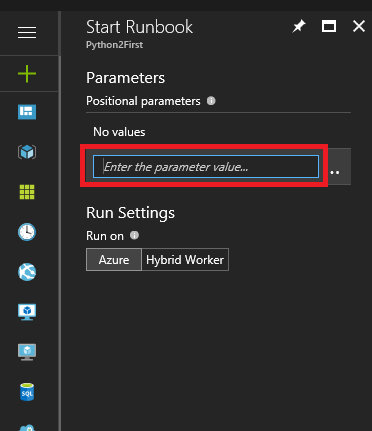 Start Runbook
Python2First
Parameters
Positional parameters
No values
Enter the parameter value...
Run Settings
Run on
Azure Hybrid Worker
SQL